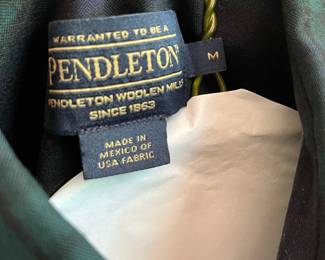 WARRANTED TO BE A
PENDLETON
PENDLETON WOOLEN MILLS
SINCE 1863
M
MADE IN
MEXICO OF
USA FABRIC